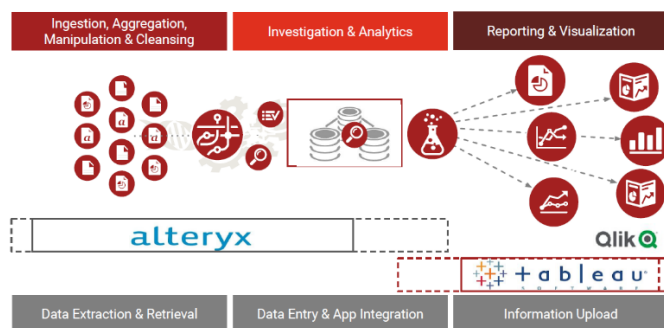 Ingestion, Aggregation,
Manipulation & Cleansing
Investigation & Analytics
Reporting & Visualization
a
a
a
alteryx
Qlik Q
+ableau
SOFTWARE
Data Extraction & Retrieval
Data Entry & App Integration
Information Upload